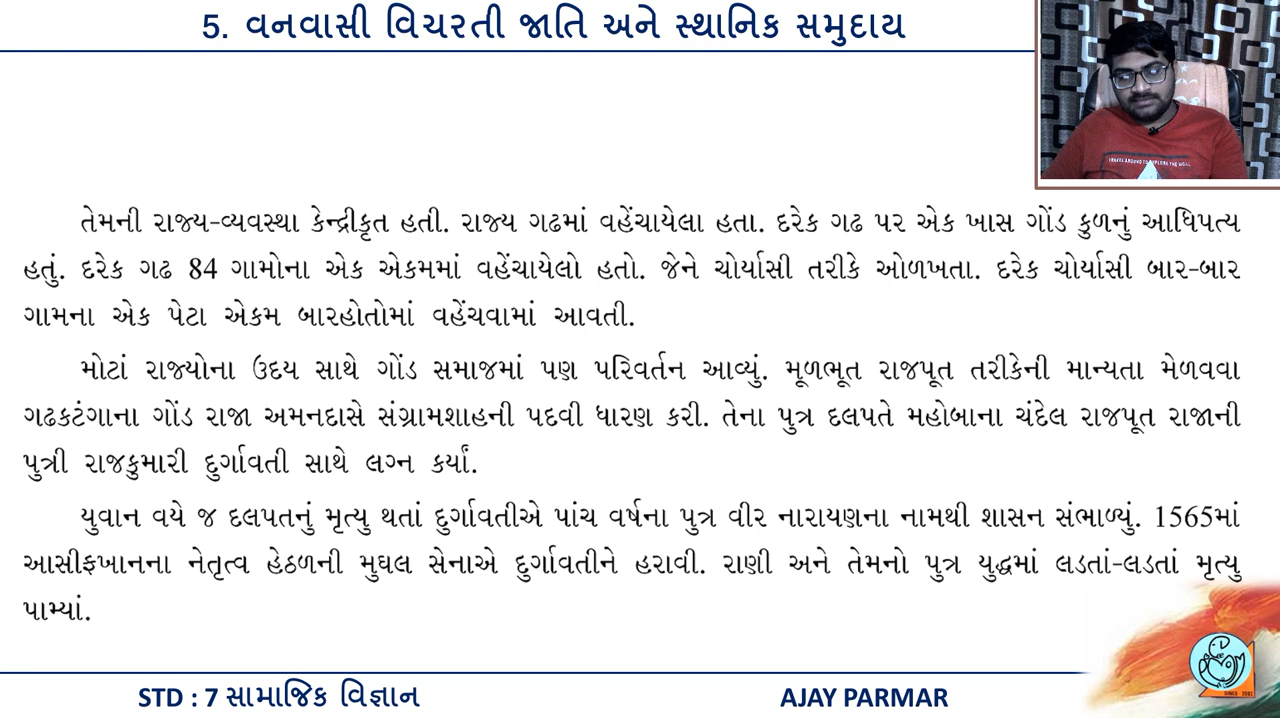 5. વનવાસી વિચરતી જાતિ અને સ્થાનિક સમુદાય
તેમની રાજ્ય-વ્યવસ્થા કેન્દ્રીકૃત હતી. રાજ્ય ગઢમાં વહેંચાયેલા હતા. દરેક ગઢ પર એક ખાસ ગોંડ કુળનું આધિપત્ય
હતું. દરેક ગઢ 84 ગામોના એક એકમમાં વહેંચાયેલો હતો. જેને ચોર્યાસી તરીકે ઓળખતા. દરેક ચોર્યાસી બાર-બાર
ગામના એક પેટા એકમ બારહોતોમાં વહેંચવામાં આવતી.
મોટાં રાજ્યોના ઉદય સાથે ગોંડ સમાજમાં પણ પરિવર્તન આવ્યું. મૂળભૂત રાજપૂત તરીકેની માન્યતા મેળવવા
ગઢકટંગાના ગોંડ રાજા અમનદાસે સંગ્રામશાહની પદવી ધારણ કરી. તેના પુત્ર દલપતે મહોબાના ચંદેલ રાજપૂત રાજાની
પુત્રી રાજકુમારી દુર્ગાવતી સાથે લગ્ન કર્યાં.
યુવાન વયે જ દલપતનું મૃત્યુ થતાં દુર્ગાવતીએ પાંચ વર્ષના પુત્ર વીર નારાયણના નામથી શાસન સંભાળ્યું. 1565માં
આસીફખાનના નેતૃત્વ હેઠળની મુઘલ સેનાએ દુર્ગાવતીને હરાવી. રાણી અને તેમનો પુત્ર યુદ્ધમાં લડતાં-લડતાં મૃત્યુ
પામ્યાં.
STD : 7 સામાજિક વિજ્ઞાન
AJAY PARMAR